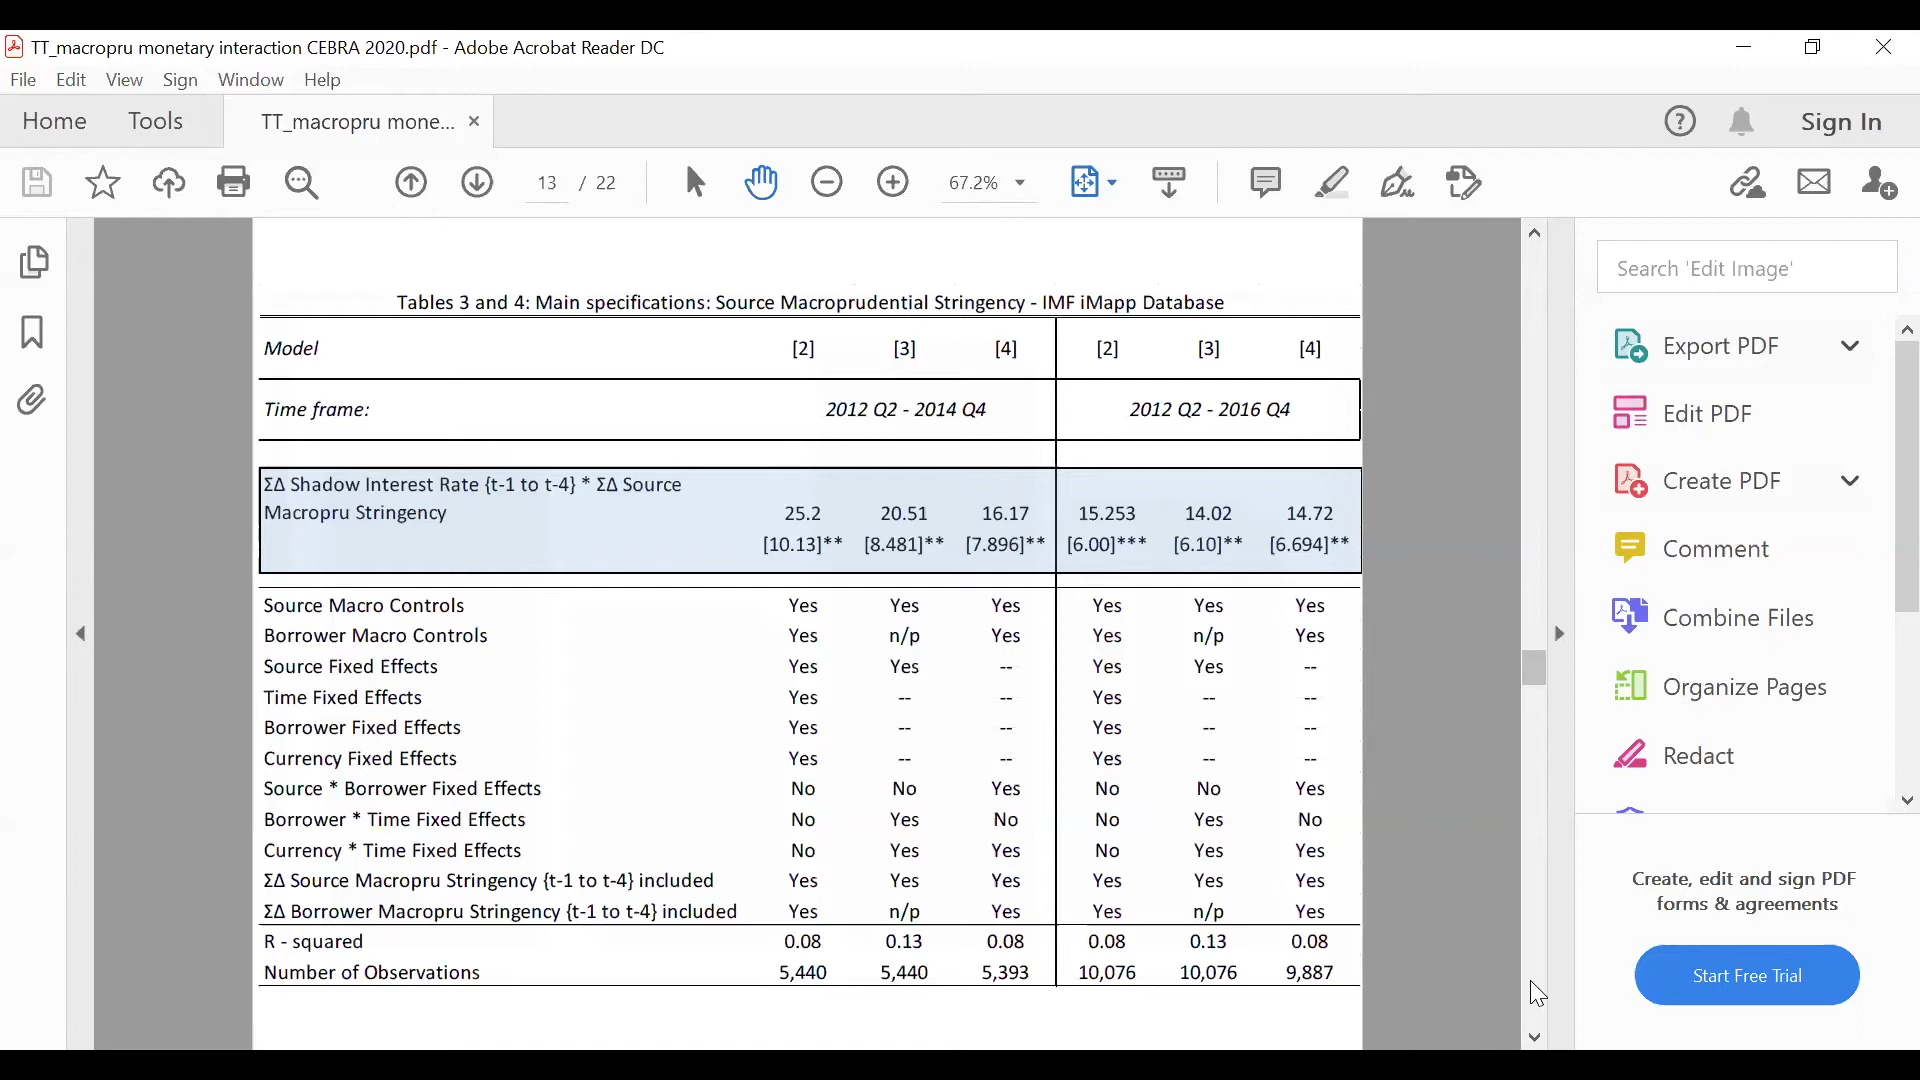 TT_macropru monetary interaction CEBRA 2020.pdf - Adobe Acrobat Reader DC
File Edit View Sign Window Help
Home Tools TT_macropru mone... × Sign In
13 / 22 67.2%
Search 'Edit Image'
Export PDF
Edit PDF
Create PDF
Comment
Combine Files
Organize Pages
Redact
Create, edit and sign PDF
forms & agreements
Start Free Trial
Tables 3 and 4: Main specifications: Source Macroprudential Stringency - IMF iMapp Database
Model [2] [3] [4] [2] [3] [4]
Time frame: 2012 Q2 - 2014 Q4 2012 Q2 - 2016 Q4
ΣΔ Shadow Interest Rate {t-1 to t-4} * ΣΔ Source
Macropru Stringency 25.2 20.51 16.17 15.253 14.02 14.72
[10.13]** [8.481]** [7.896]** [6.00]*** [6.10]** [6.694]**
Source Macro Controls Yes Yes Yes Yes Yes Yes
Borrower Macro Controls Yes n/p Yes Yes n/p Yes
Source Fixed Effects Yes Yes -- Yes Yes --
Time Fixed Effects Yes -- -- Yes -- --
Borrower Fixed Effects Yes -- -- Yes -- --
Currency Fixed Effects Yes -- -- Yes -- --
Source * Borrower Fixed Effects No No Yes No No Yes
Borrower * Time Fixed Effects No Yes No No Yes No
Currency * Time Fixed Effects No Yes Yes No Yes Yes
ΣΔ Source Macropru Stringency {t-1 to t-4} included Yes Yes Yes Yes Yes Yes
ΣΔ Borrower Macropru Stringency {t-1 to t-4} included Yes n/p Yes Yes n/p Yes
R - squared 0.08 0.13 0.08 0.08 0.13 0.08
Number of Observations 5,440 5,440 5,393 10,076 10,076 9,887